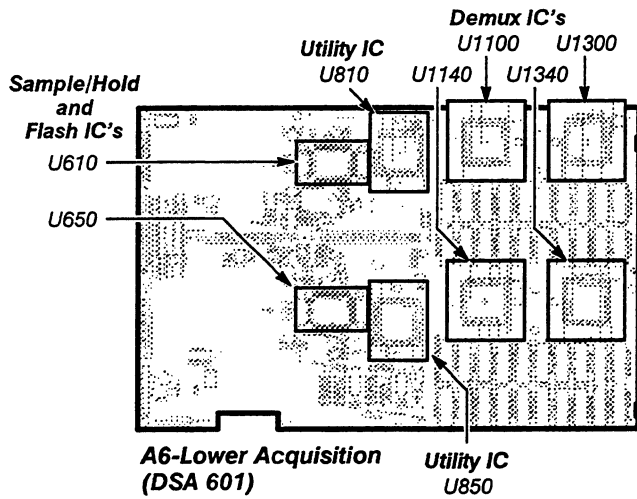 Demux IC's
Utility IC
U1100
U1300
U810
U1140
U1340
Sample/Hold
and
Flash IC's
U610
U650
A6-Lower Acquisition
(DSA 601)
Utility IC
U850